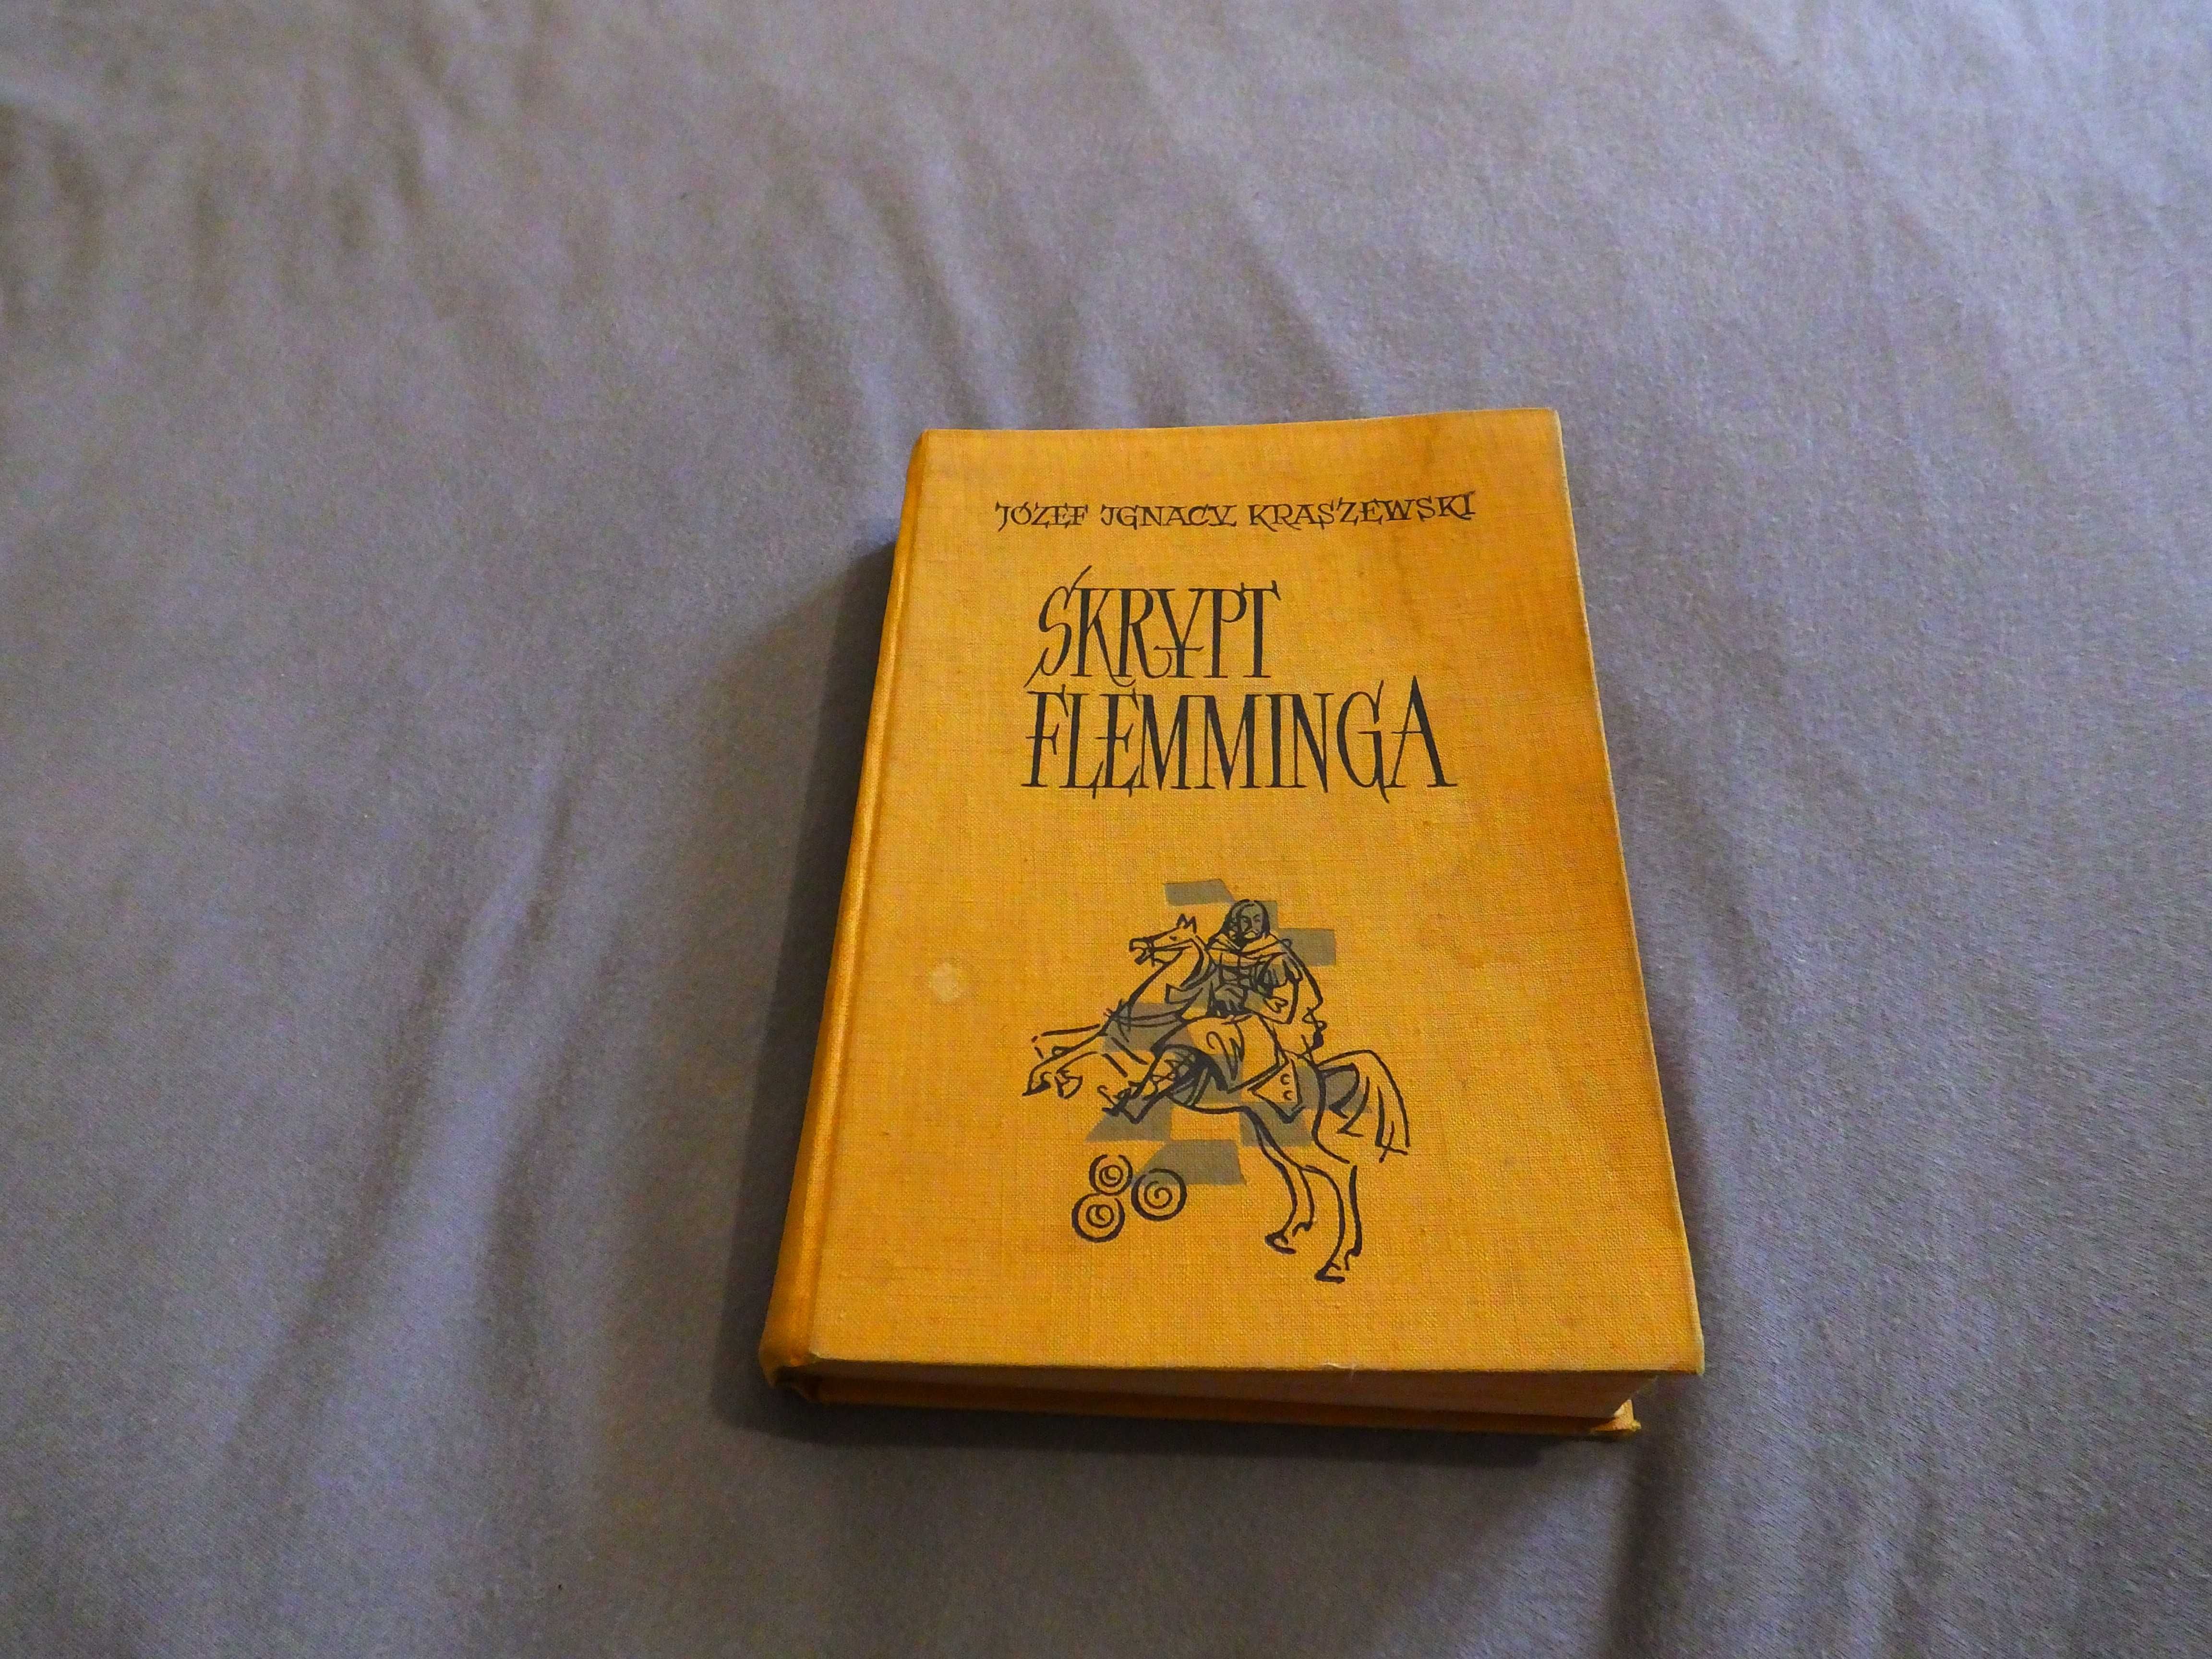 JÓZEF IGNACY KRASZEWSKI
SKRYPT
FLEMMINGA